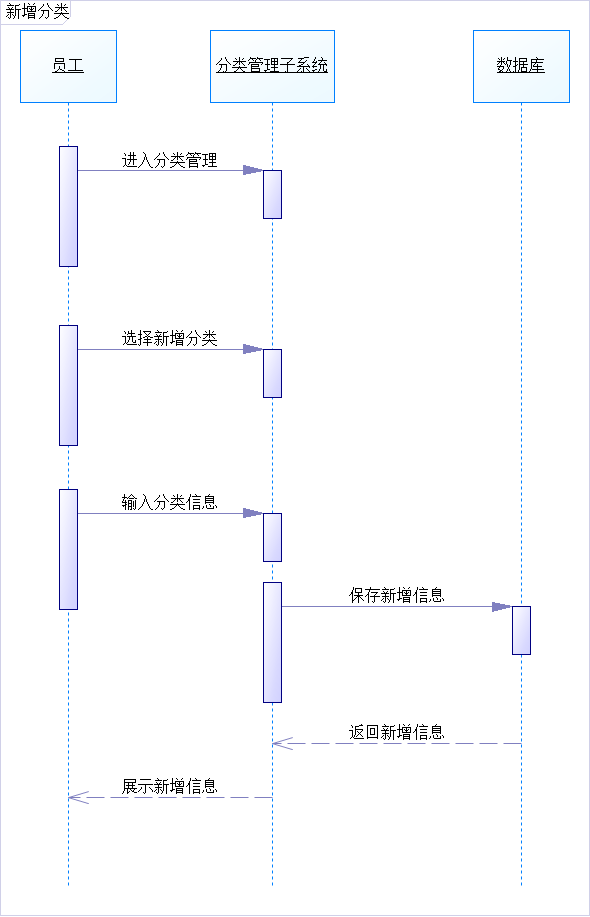 新增分类
员工
分类管理子系统
数据库
进入分类管理
选择新增分类
输入分类信息
保存新增信息
返回新增信息
展示新增信息